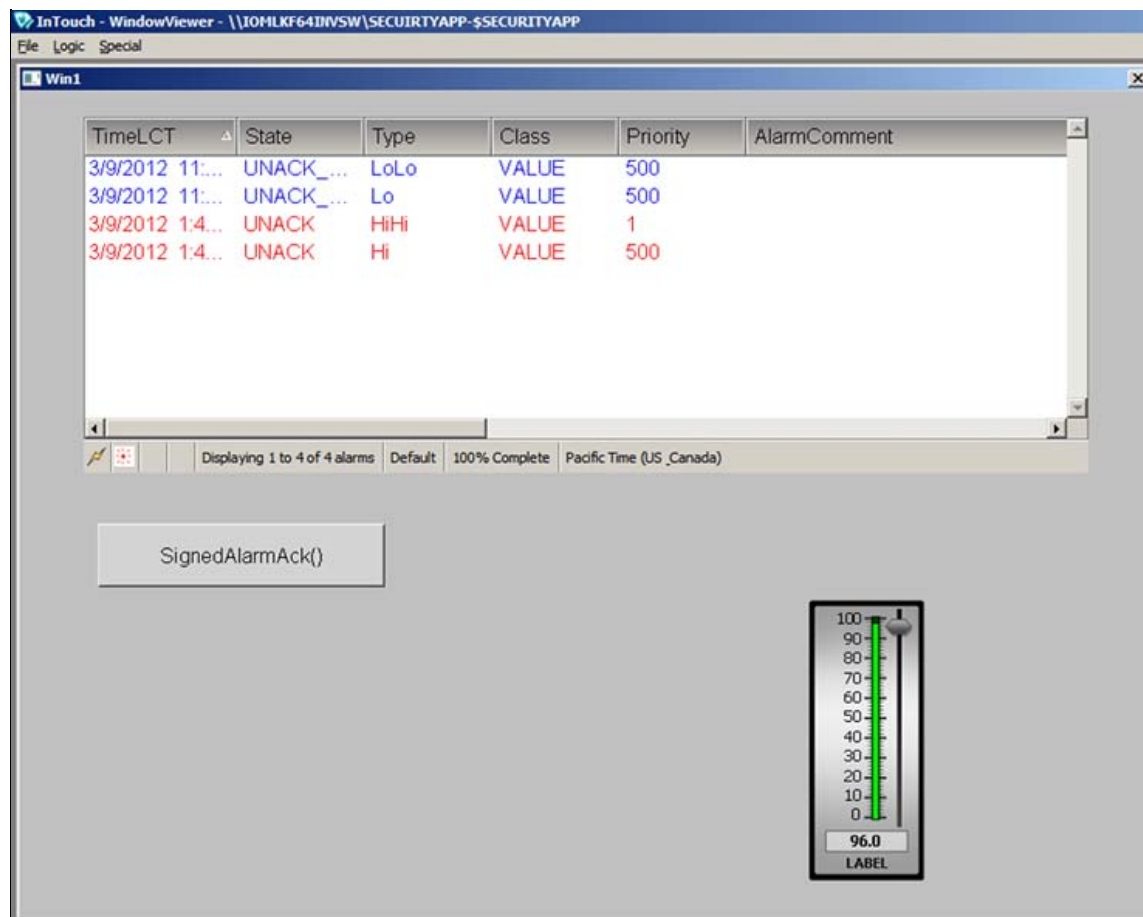 InTouch - WindowViewer - \\IOMLKF64INVSW\SECUIRTYAPP-$SECURITYAPP
File Logic Special
Win1
TimeLCT State Type Class Priority AlarmComment
3/9/2012 11:... UNACK_... LoLo VALUE 500
3/9/2012 11:... UNACK_... Lo VALUE 500
3/9/2012 1:4... UNACK HiHi VALUE 1
3/9/2012 1:4... UNACK Hi VALUE 500
Displaying 1 to 4 of 4 alarms Default 100% Complete Pacific Time (US_Canada)
SignedAlarmAck()
100
90
80
70
60
50
40
30
20
10
0
96.0
LABEL